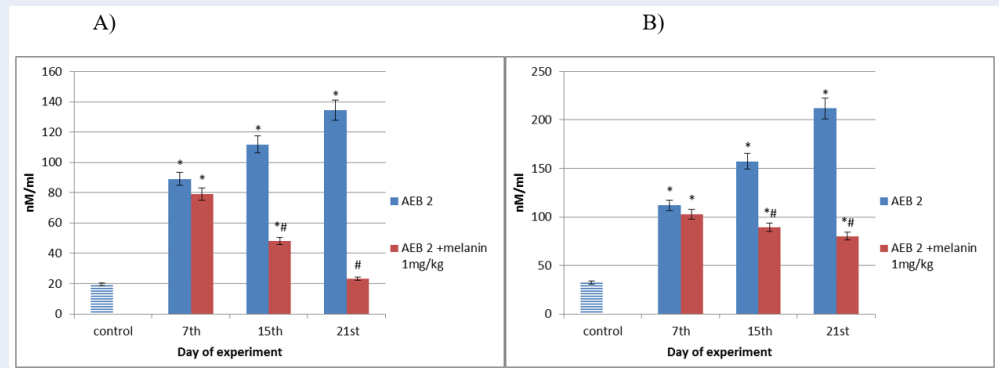 A)
B)
160
140
120
100
80
60
40
20
0
nM/ml
*
*
*
*
*#
#
control
7th
15th
21st
Day of experiment
AEB 2
AEB 2 +melanin
1mg/kg
250
200
150
100
50
0
nM/ml
*
*
*
*
*#
*#
control
7th
15th
21st
Day of experiment
AEB 2
AEB 2 +melanin
1mg/kg